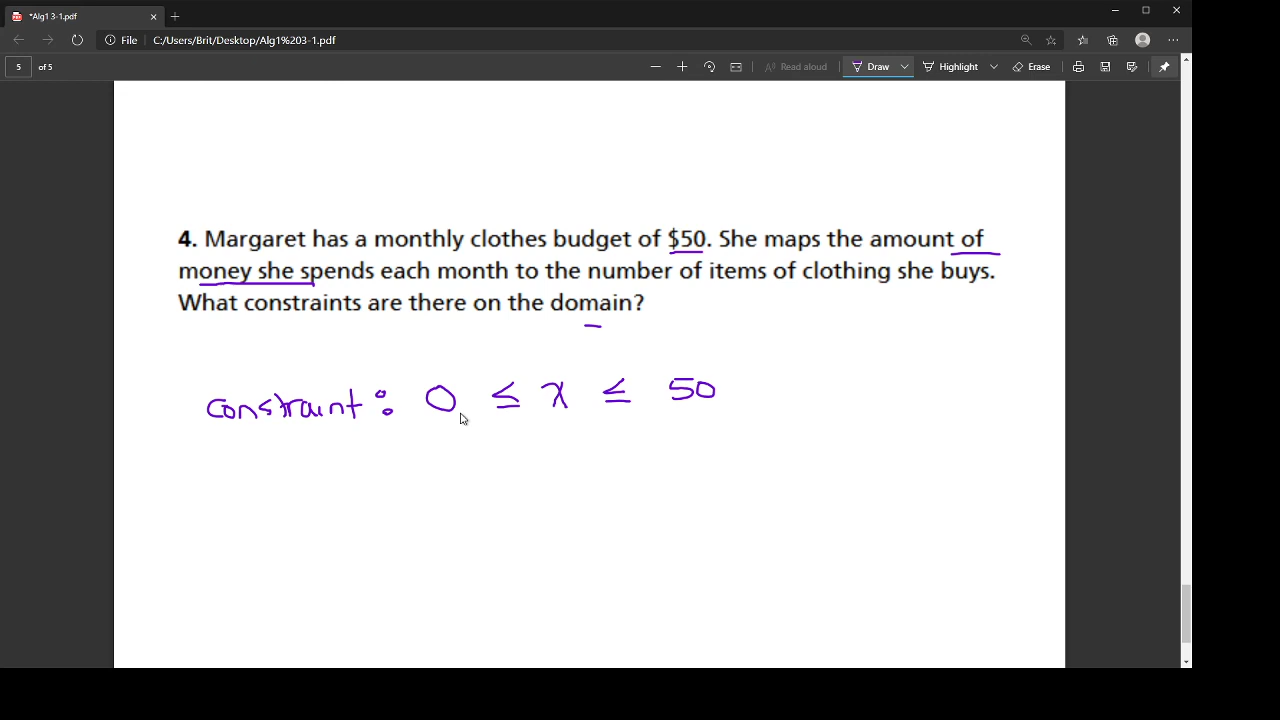 *Alg1 3-1.pdf
File C:/Users/Brit/Desktop/Alg1%203-1.pdf
5 of 5 Read aloud Draw Highlight Erase
4. Margaret has a monthly clothes budget of $50. She maps the amount of
money she spends each month to the number of items of clothing she buys.
What constraints are there on the domain?
constraint: 0 ≤ x ≤ 50